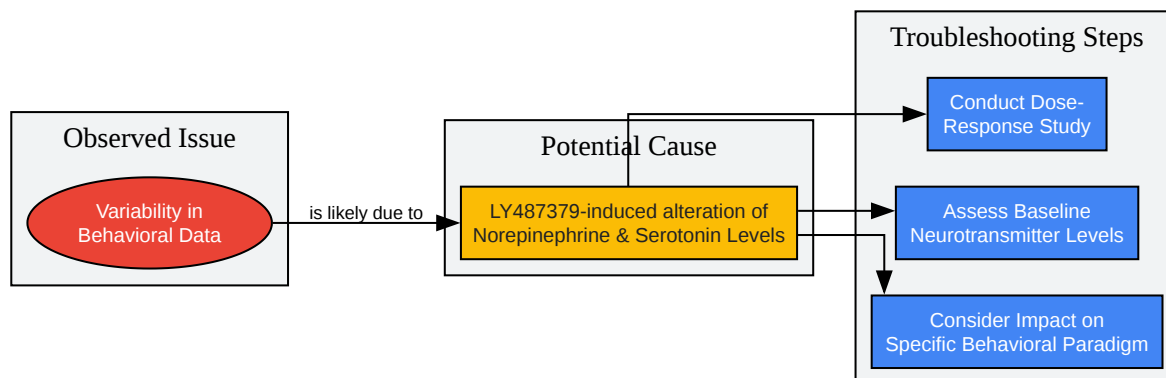 Observed Issue
Variability in
Behavioral Data
is likely due to
Potential Cause
LY487379-induced alteration of
Norepinephrine & Serotonin Levels
Troubleshooting Steps
Conduct Dose-
Response Study
Assess Baseline
Neurotransmitter Levels
Consider Impact on
Specific Behavioral Paradigm